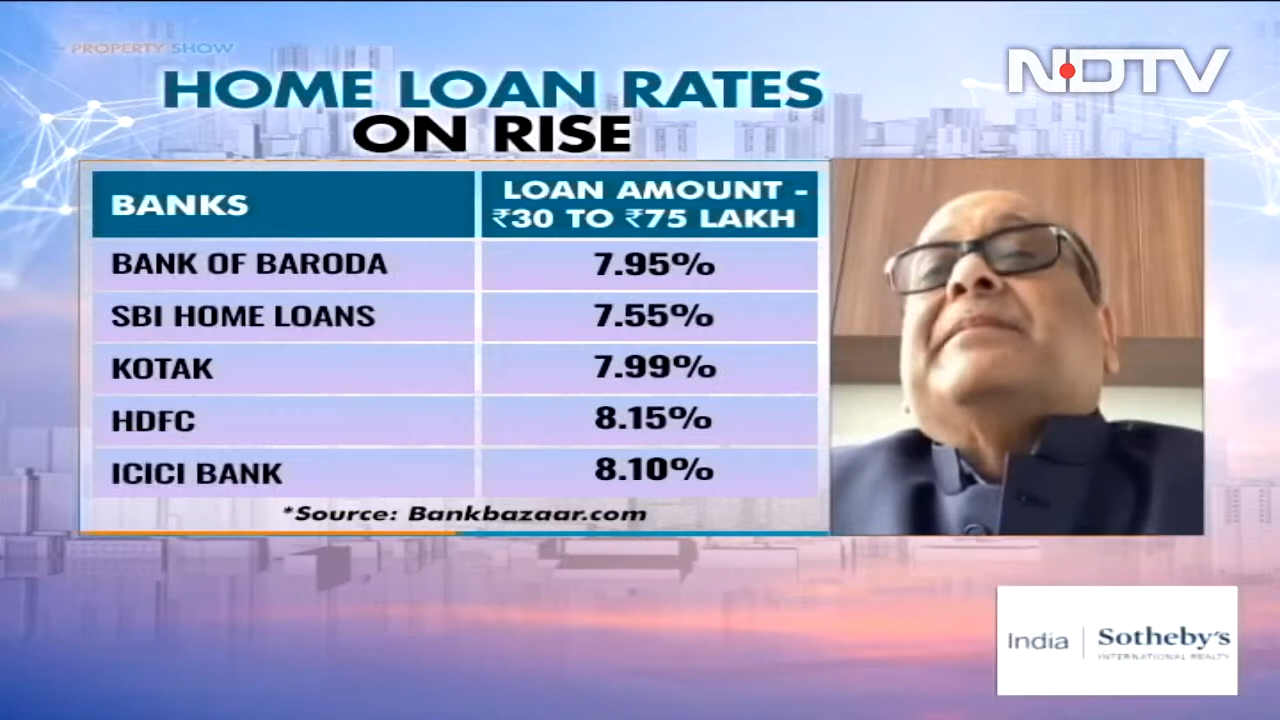 PROPERTY SHOW
NDTV
HOME LOAN RATES
ON RISE
BANKS
LOAN AMOUNT -
₹30 TO ₹75 LAKH
BANK OF BARODA 7.95%
SBI HOME LOANS 7.55%
KOTAK 7.99%
HDFC 8.15%
ICICI BANK 8.10%
*Source: Bankbazaar.com
India Sotheby's
INTERNATIONAL REALTY